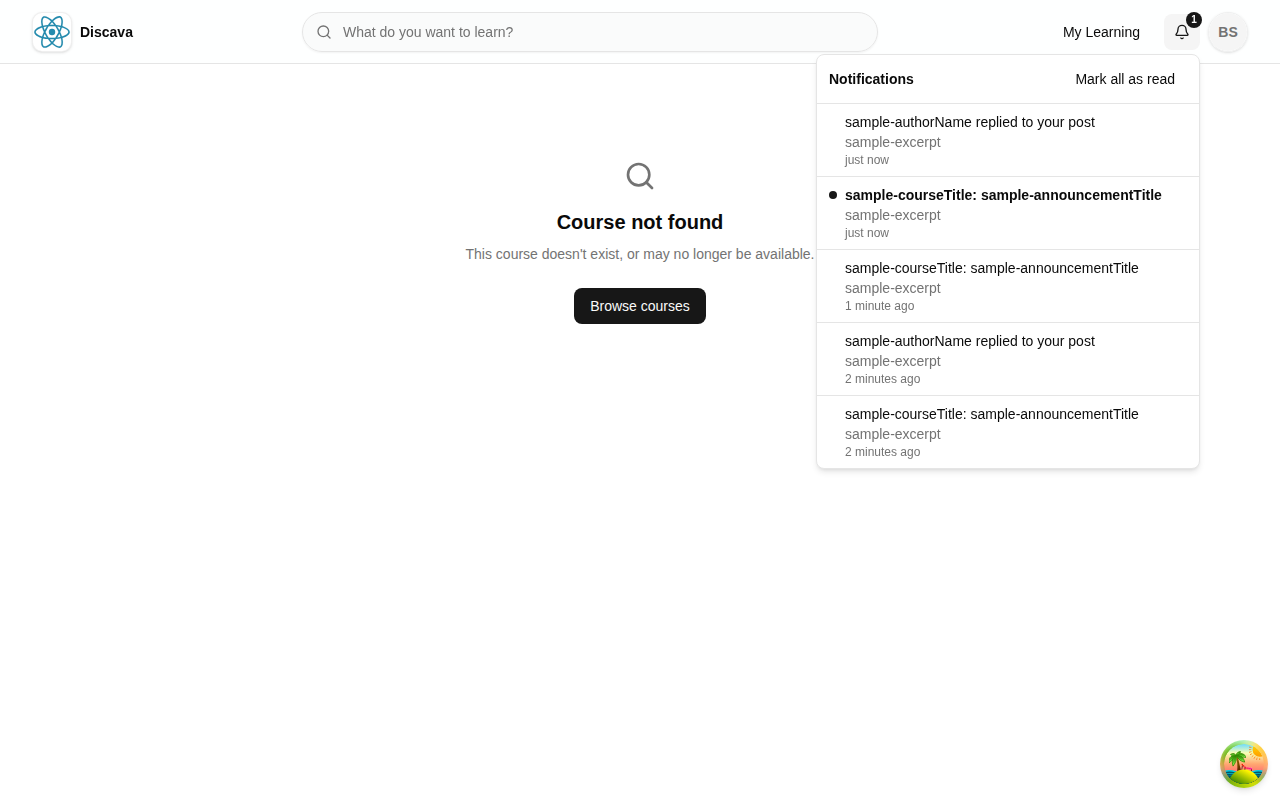 Discava
What do you want to learn?
My Learning
1
BS
Notifications
Mark all as read
sample-authorName replied to your post
sample-excerpt
just now
sample-courseTitle: sample-announcementTitle
sample-excerpt
just now
sample-courseTitle: sample-announcementTitle
sample-excerpt
1 minute ago
sample-authorName replied to your post
sample-excerpt
2 minutes ago
sample-courseTitle: sample-announcementTitle
sample-excerpt
2 minutes ago
Course not found
This course doesn't exist, or may no longer be available.
Browse courses